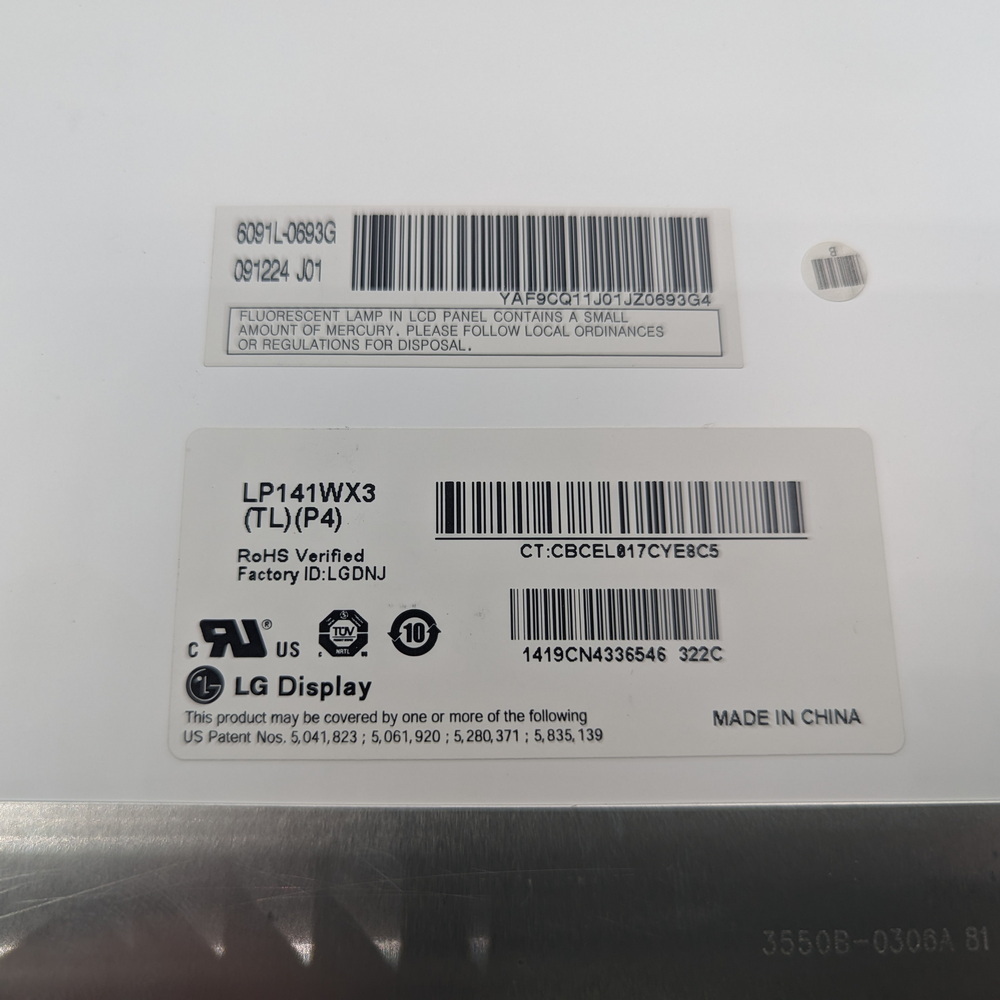 6091L-0693G
091224 J01
YAF9CQ11J01JZ0693G4
FLUORESCENT LAMP IN LCD PANEL CONTAINS A SMALL
AMOUNT OF MERCURY. PLEASE FOLLOW LOCAL ORDINANCES
OR REGULATIONS FOR DISPOSAL.
B
LP141WX3
(TL)(P4)
CT:CBCEL017CYE8C5
RoHS Verified
Factory ID:LGDNJ
1419CN4336546 322C
c RU ® US
TÜV
10
LG Display
This product may be covered by one or more of the following
US Patent Nos. 5,041,823 ; 5,061,920 ; 5,280,371 ; 5,835,139
MADE IN CHINA
3550B-0306A 81